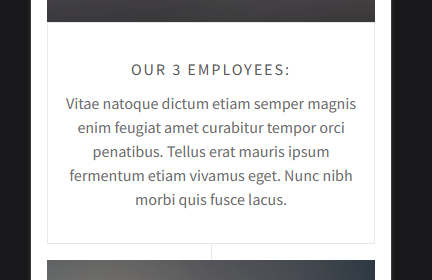 OUR 3 EMPLOYEES:
Vitae natoque dictum etiam semper magnis
enim feugiat amet curabitur tempor orci
penatibus. Tellus erat mauris ipsum
fermentum etiam vivamus eget. Nunc nibh
morbi quis fusce lacus.